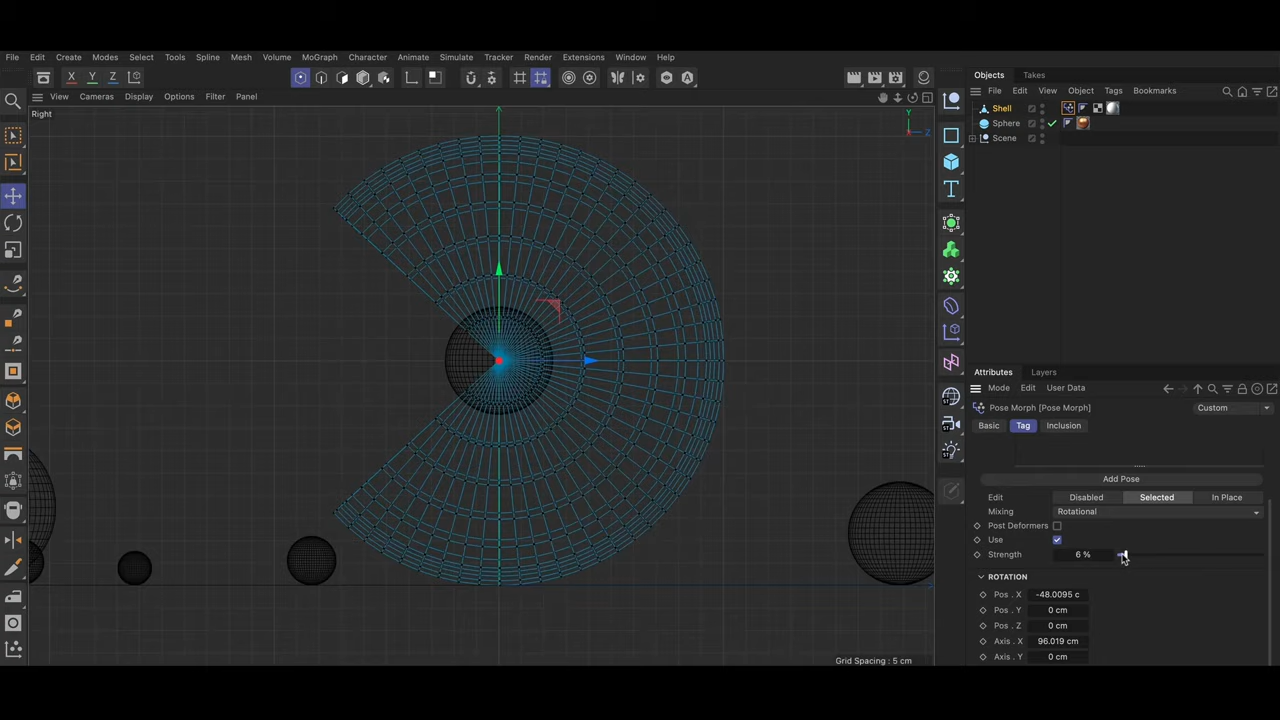 File Edit Create Modes Select Tools Spline Mesh Volume MoGraph Character Animate Simulate Tracker Render Extensions Window Help
X Y Z
View Cameras Display Options Filter Panel
Right
Y
Z
Objects Takes
File Edit View Object Tags Bookmarks
Shell
Sphere
Scene
Attributes Layers
Mode Edit User Data
Pose Morph [Pose Morph] Custom
Basic Tag Inclusion
Add Pose
Edit Disabled Selected In Place
Mixing Rotational
Post Deformers
Use
Strength 6 %
ROTATION
Pos . X -48.0095 c
Pos . Y 0 cm
Pos . Z 0 cm
Axis . X 96.019 cm
Axis . Y 0 cm
Grid Spacing : 5 cm